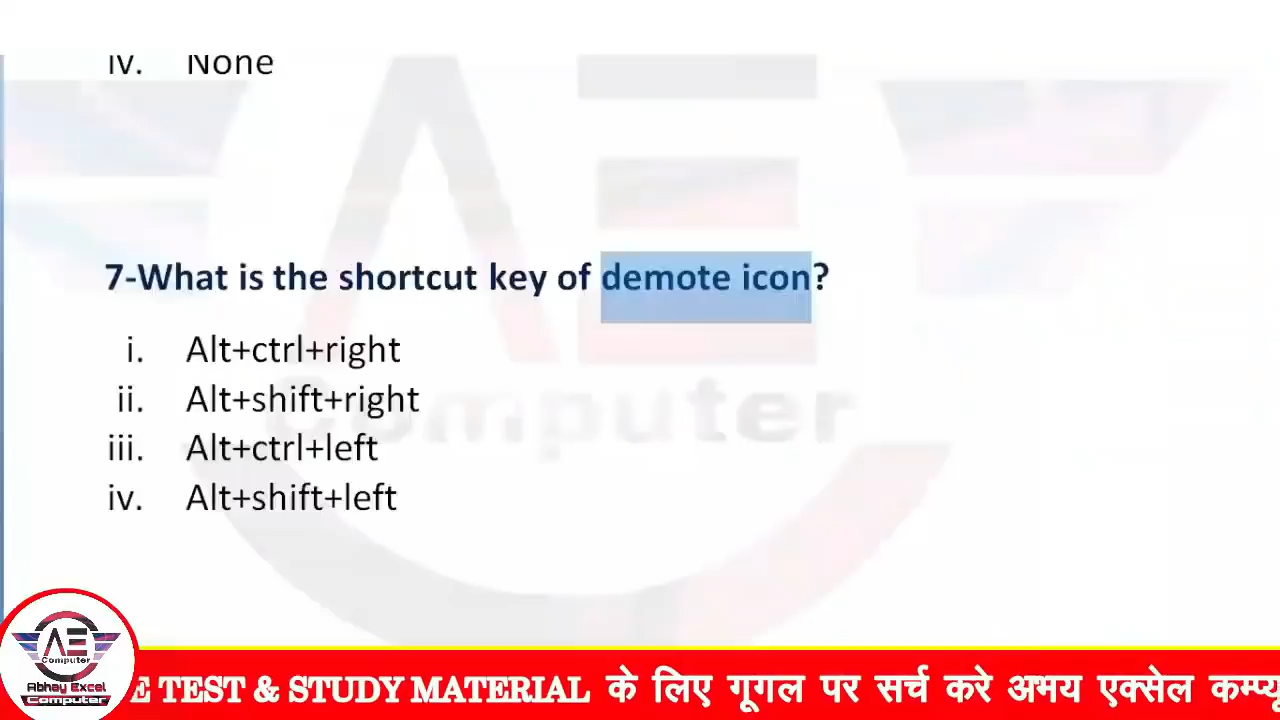 iv. None
7-What is the shortcut key of demote icon?
i. Alt+ctrl+right
ii. Alt+shift+right
iii. Alt+ctrl+left
iv. Alt+shift+left
AE
Computer
AE
Computer
Abhay Excel
Computer
E TEST & STUDY MATERIAL के लिए गूगल पर सर्च करे अभय एक्सेल कम्प्यू